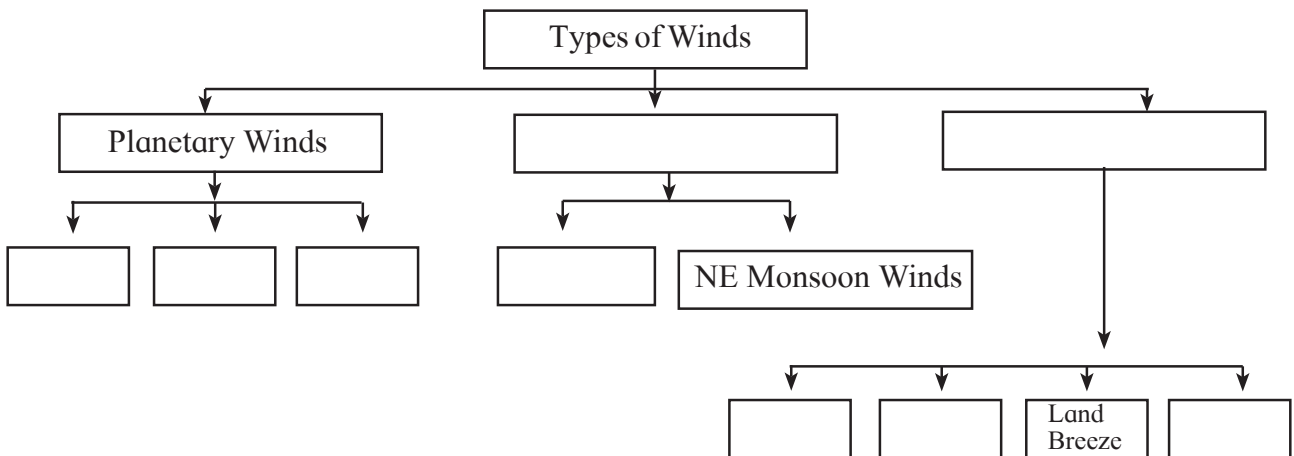 Types of Winds
Planetary Winds
NE Monsoon Winds
Land
Breeze